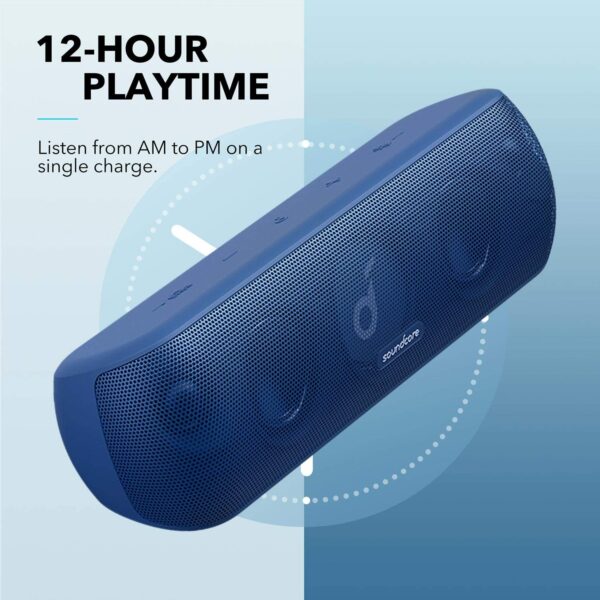 12-HOUR
PLAYTIME
Listen from AM to PM on a
single charge.
soundcore